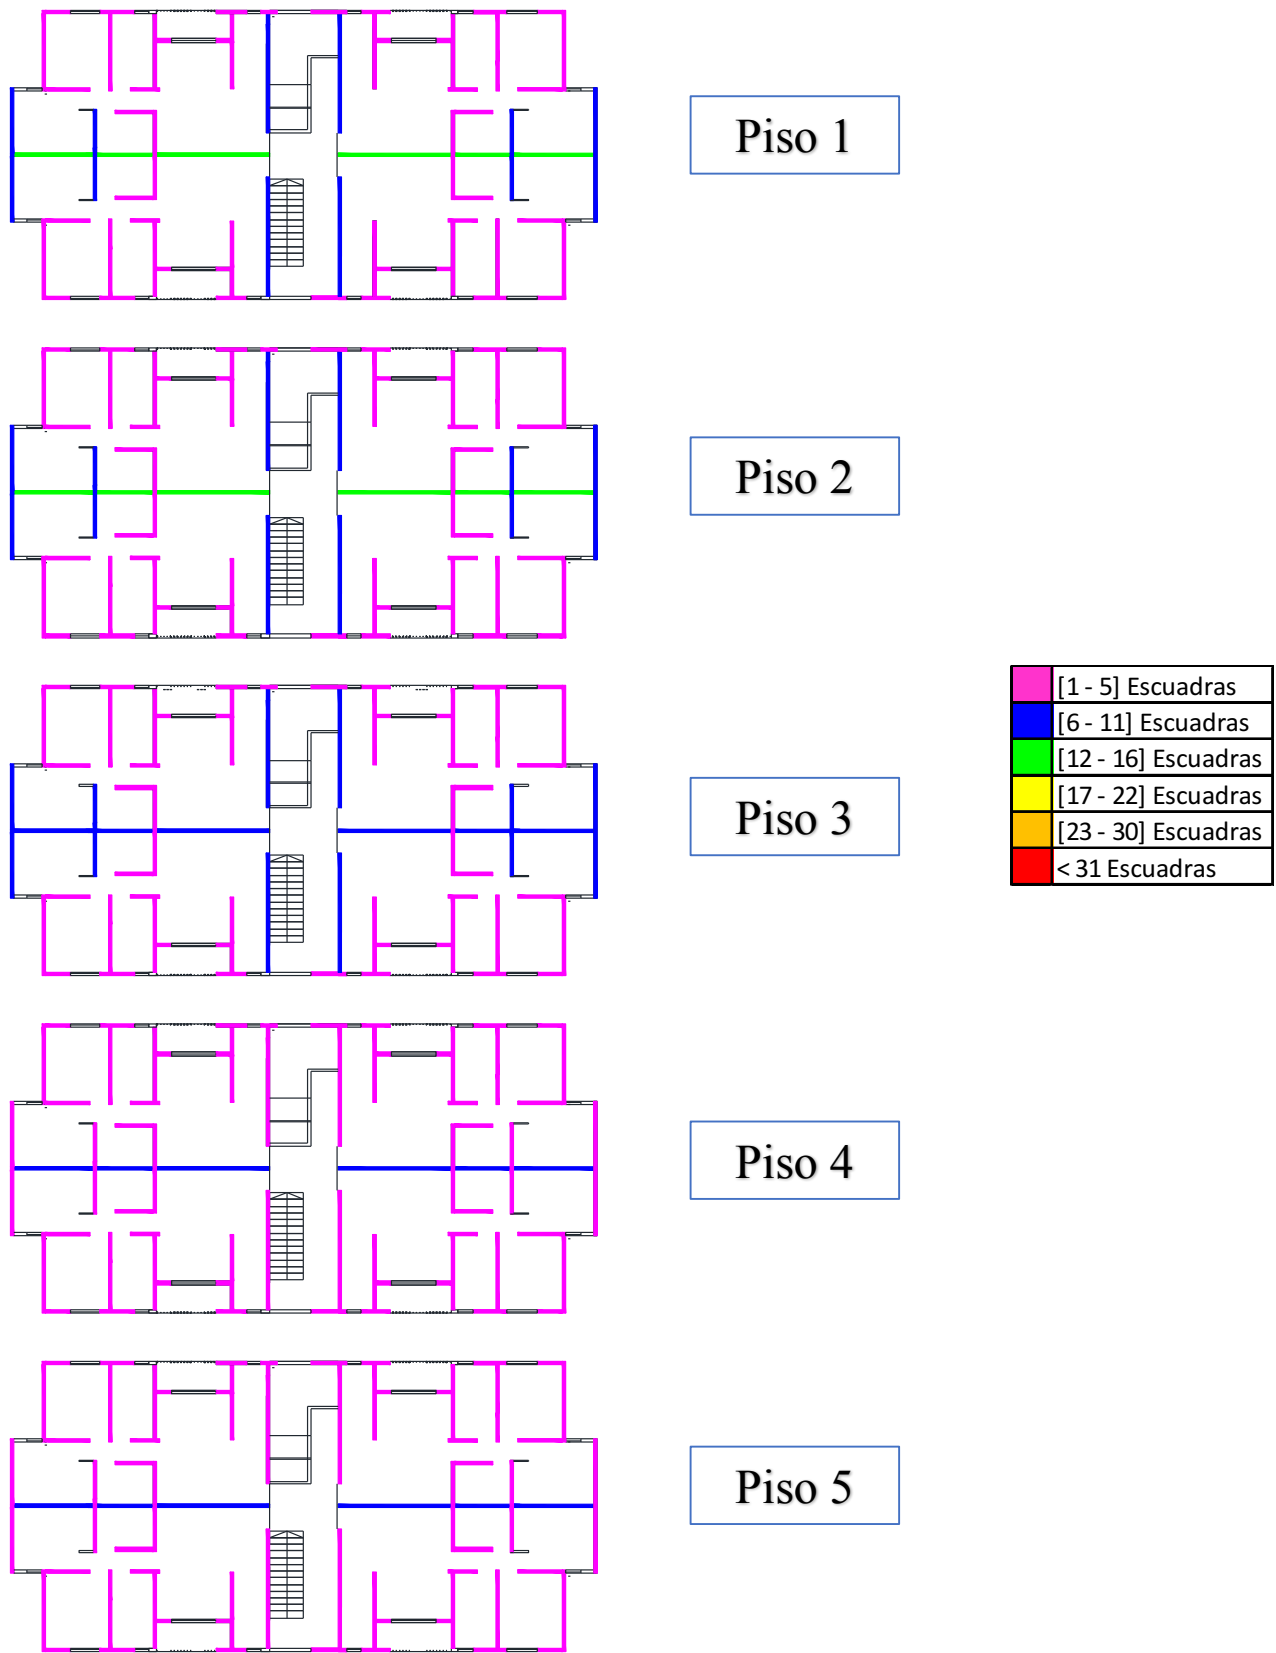 Piso 1
Piso 2
Piso 3
[1 - 5] Escuadras
[6 - 11] Escuadras
[12 - 16] Escuadras
[17 - 22] Escuadras
[23 - 30] Escuadras
< 31 Escuadras
Piso 4
Piso 5